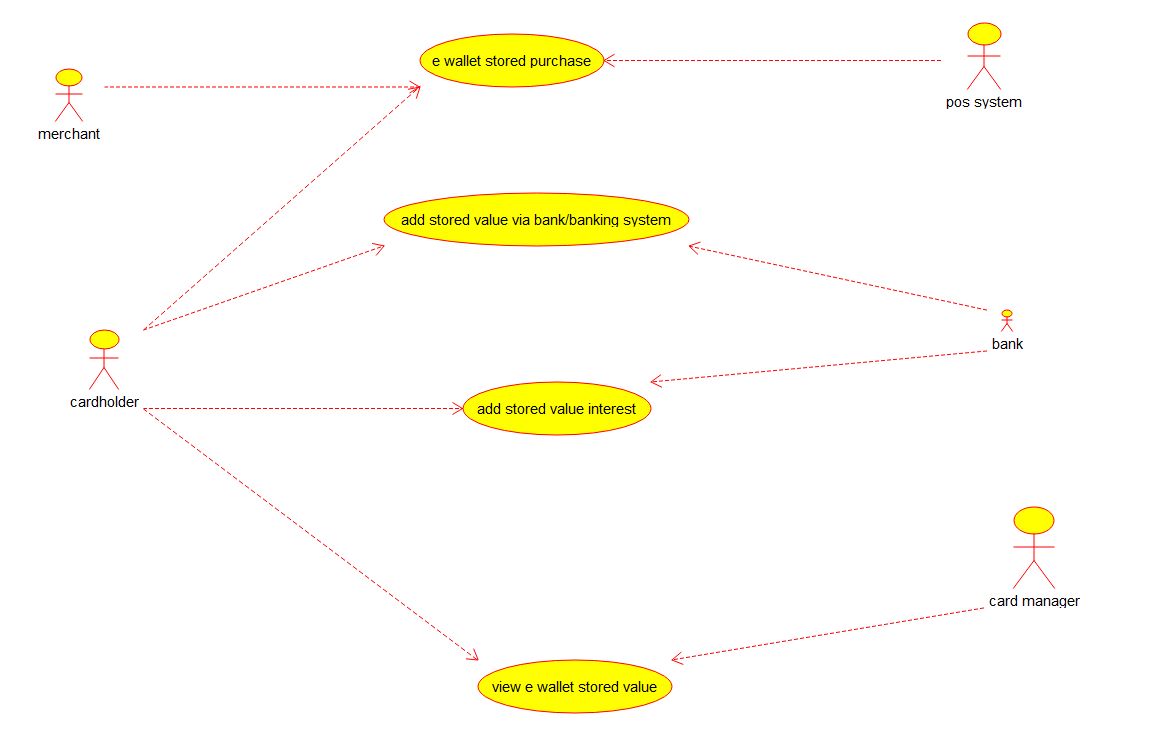 e wallet stored purchase
pos system
merchant
add stored value via bank/banking system
bank
cardholder
add stored value interest
card manager
view e wallet stored value